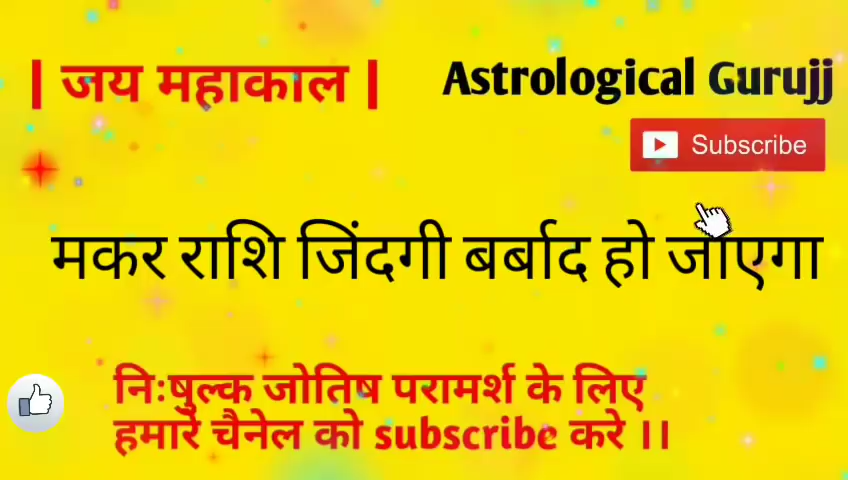 | जय महाकाल |
Astrological Gurujj
Subscribe
मकर राशि जिंदगी बर्बाद हो जाएगा
निःषुल्क जोतिष परामर्श के लिए
हमारे चैनेल को subscribe करे ।।